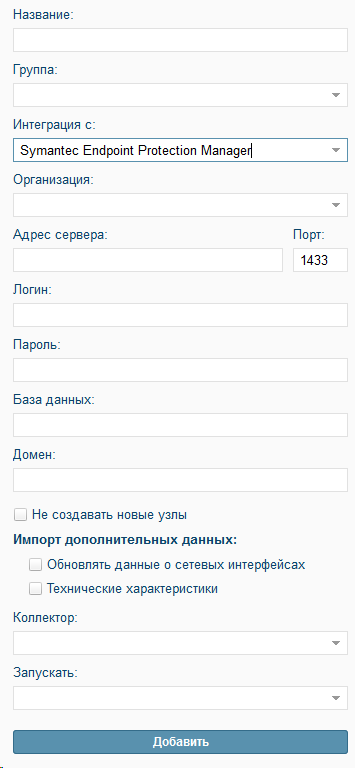 Название:
Группа:
Интеграция с:
Symantec Endpoint Protection Manager
Организация:
Адрес сервера: Порт:
1433
Логин:
Пароль:
База данных:
Домен:
Не создавать новые узлы
Импорт дополнительных данных:
Обновлять данные о сетевых интерфейсах
Технические характеристики
Коллектор:
Запускать:
Добавить